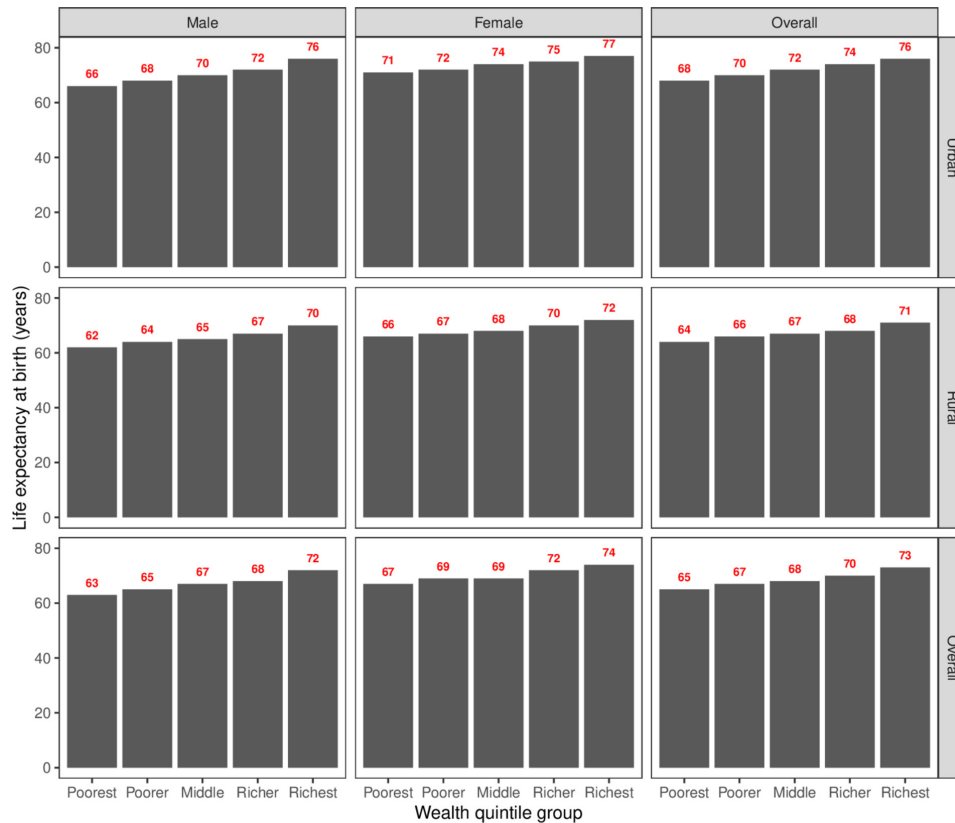 Male Female Overall
80 66 68 70 72 76 71 72 74 75 77 68 70 72 74 76
60
40
20
0
Urban
80 62 64 65 67 70 66 67 68 70 72 64 66 67 68 71
60
40
20
0
Rural
Life expectancy at birth (years)
80 63 65 67 68 72 67 69 69 72 74 65 67 68 70 73
60
40
20
0
Overall
Poorest Poorer Middle Richer Richest Poorest Poorer Middle Richer Richest Poorest Poorer Middle Richer Richest
Wealth quintile group